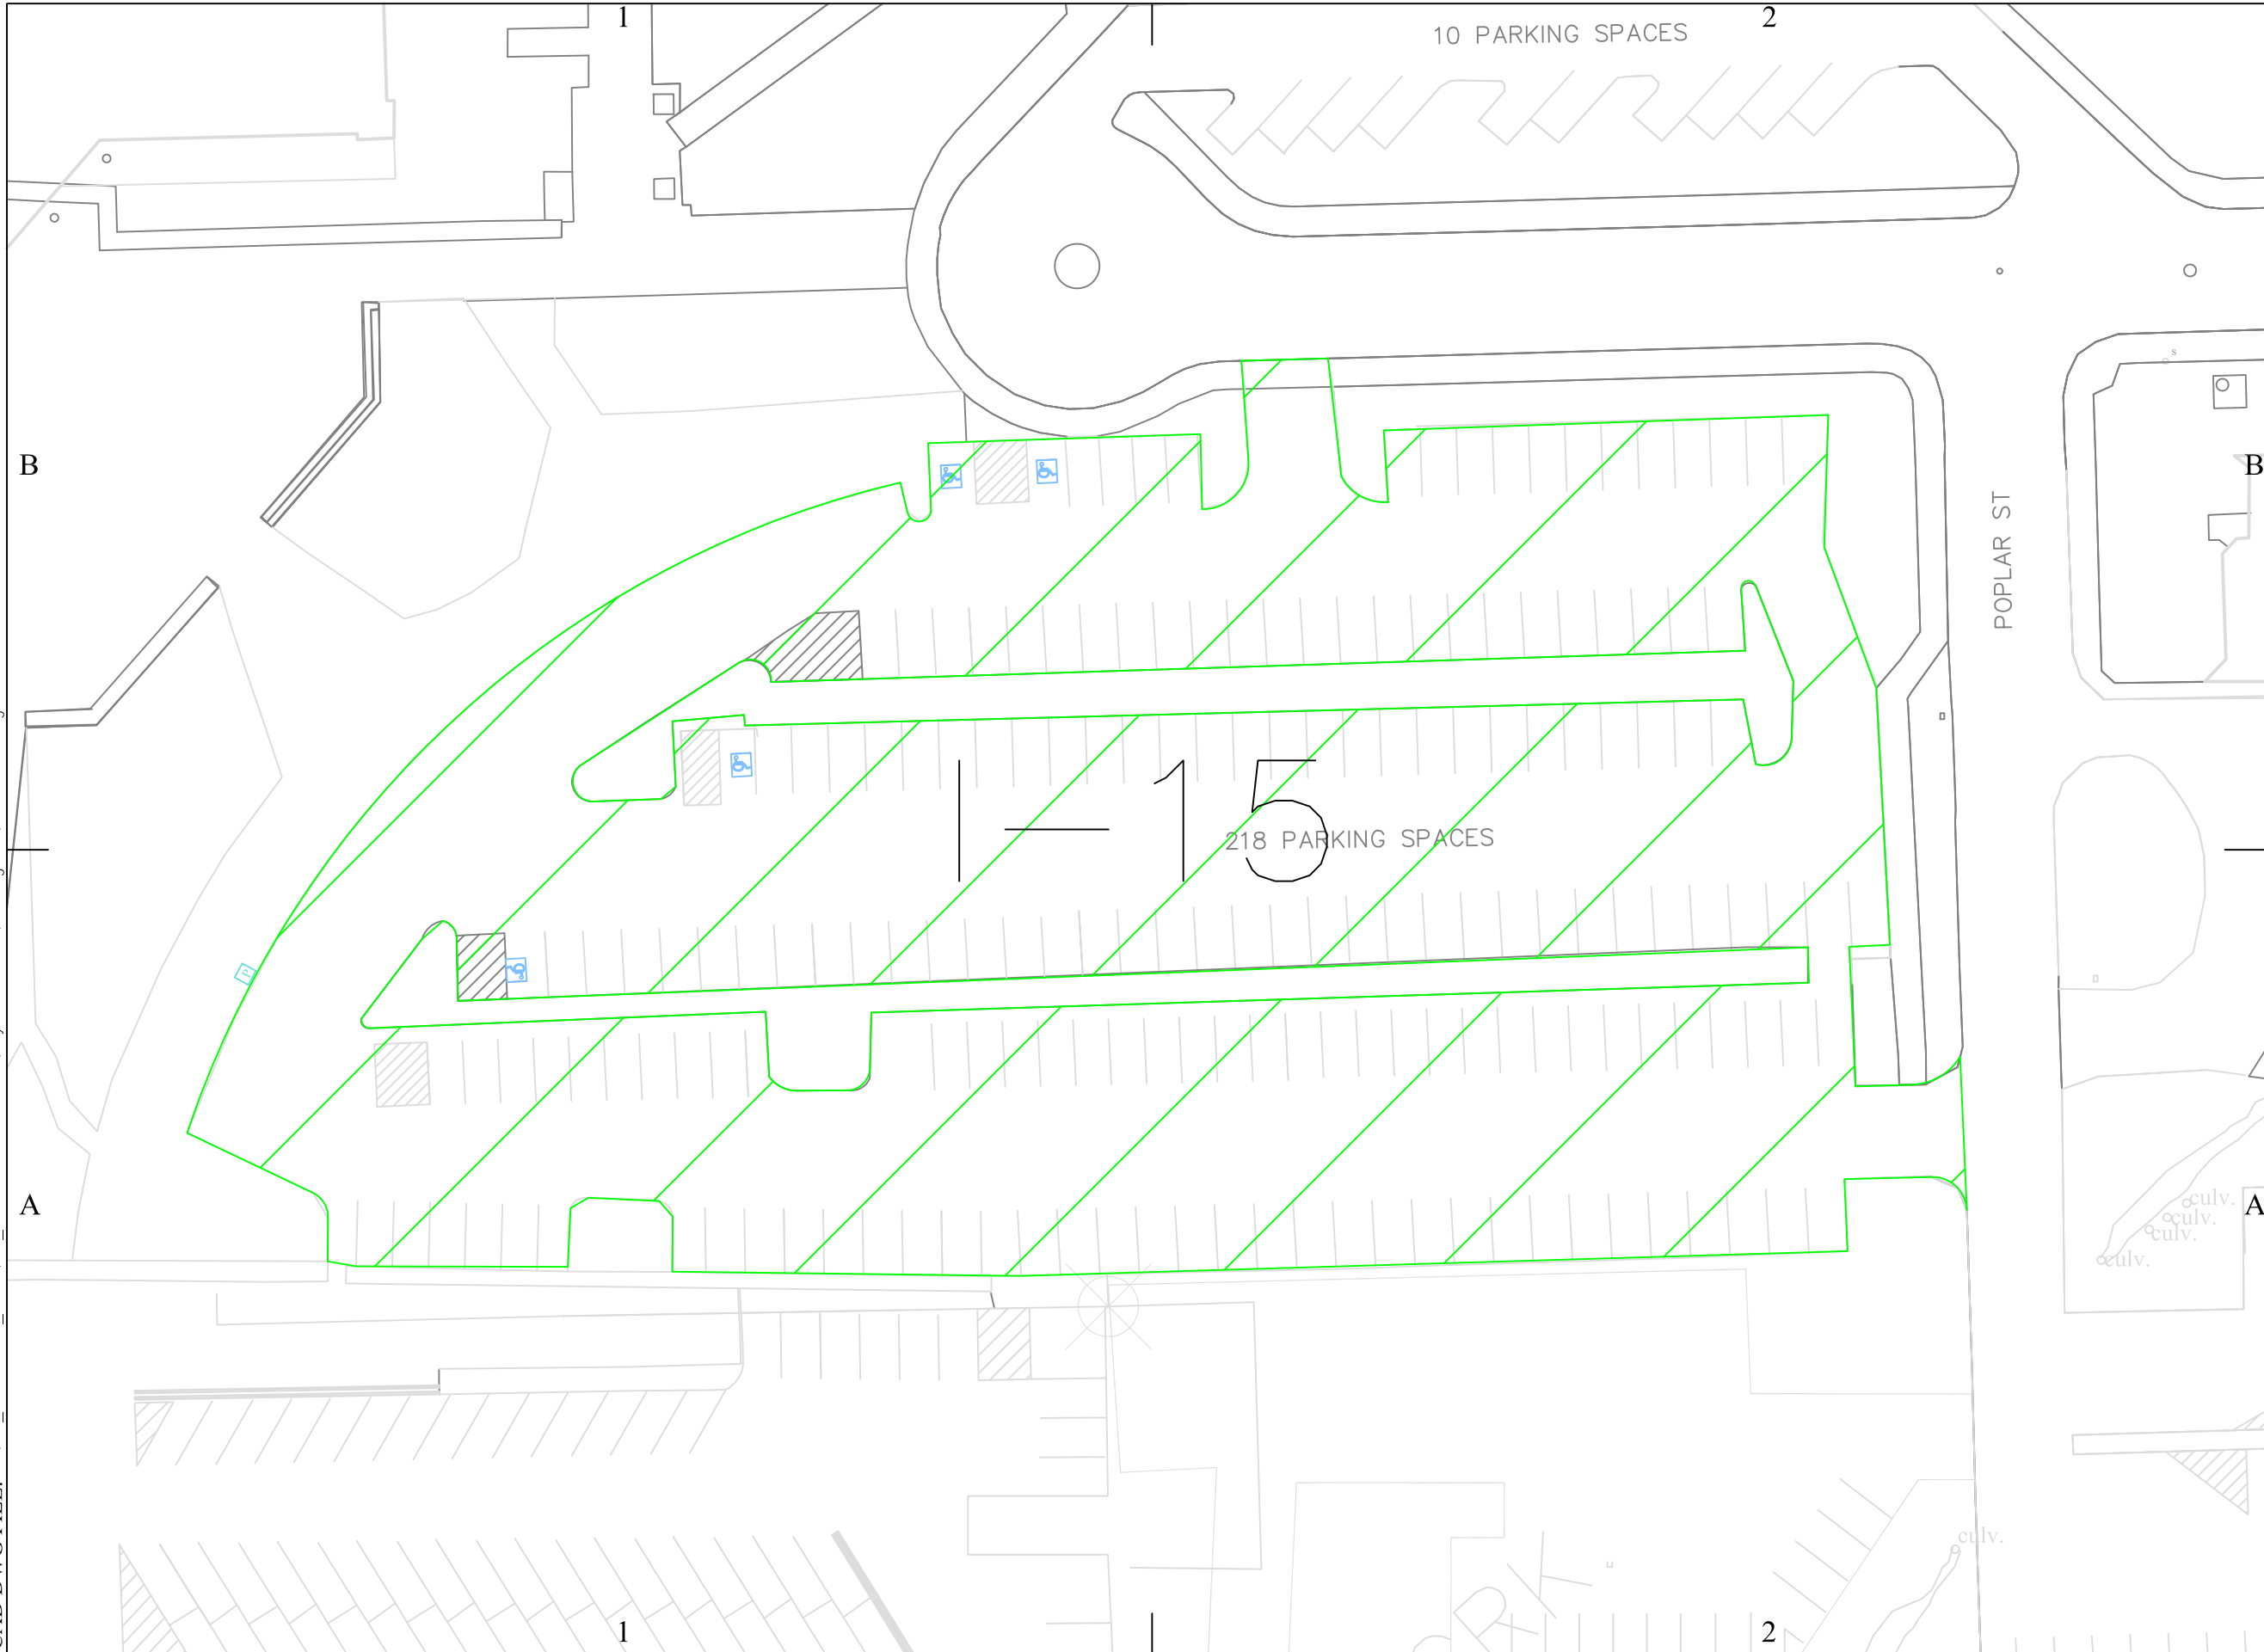 1
2
10 PARKING SPACES
s
B
B
POPLAR ST
I-15
218 PARKING SPACES
P
A
A
culv.
culv.
culv.
culv.
culv.
1
2